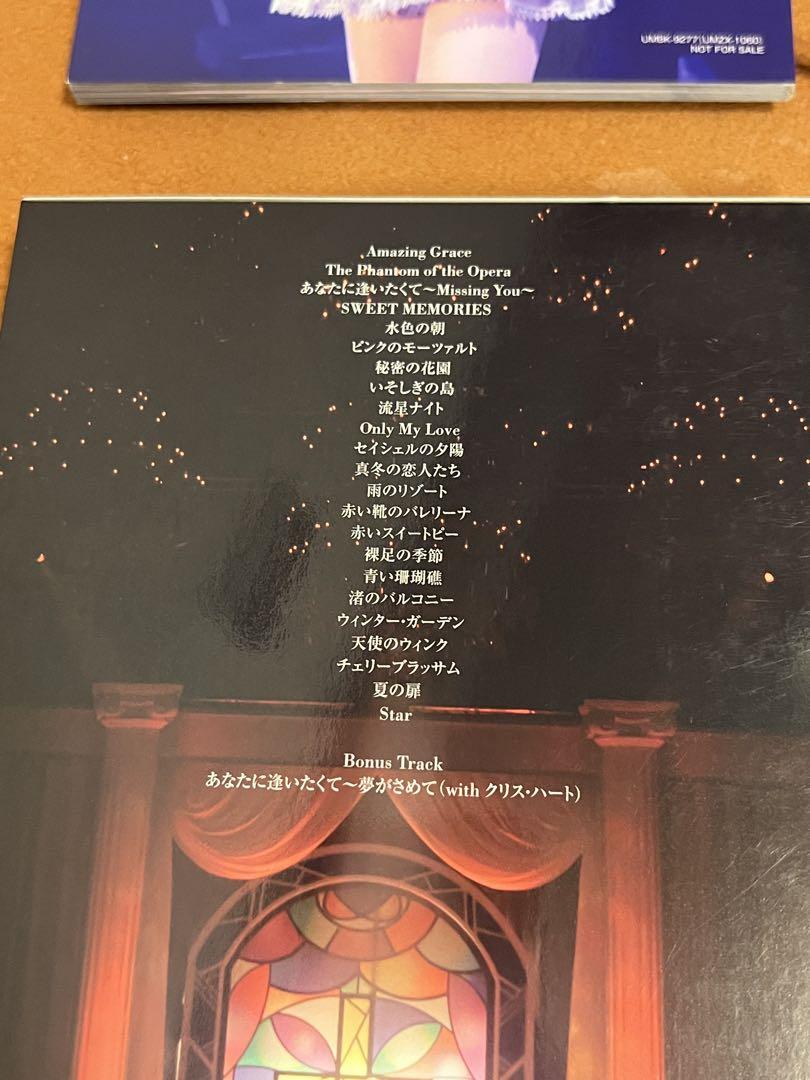 UMBK-9277(UMZX-1060)
NOT FOR SALE
Amazing Grace
The Phantom of the Opera
あなたに逢いたくて〜Missing You〜
SWEET MEMORIES
水色の朝
ピンクのモーツァルト
秘密の花園
いそしぎの島
流星ナイト
Only My Love
セイシェルの夕陽
真冬の恋人たち
雨のリゾート
赤い靴のバレリーナ
赤いスイートピー
裸足の季節
青い珊瑚礁
渚のバルコニー
ウィンター・ガーデン
天使のウィンク
チェリーブラッサム
夏の扉
Star
Bonus Track
あなたに逢いたくて〜夢がさめて(with クリス・ハート)